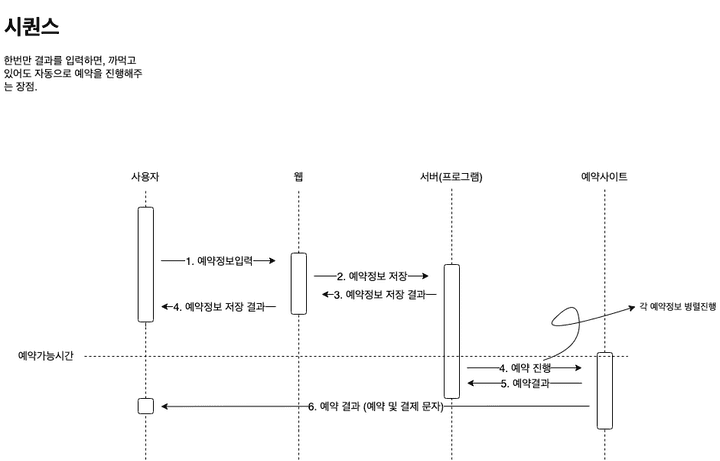 시퀀스
한번만 결과를 입력하면, 까먹고
있어도 자동으로 예약을 진행해주
는 장점.
사용자
웹
서버(프로그램)
예약사이트
1. 예약정보입력
2. 예약정보 저장
3. 예약정보 저장 결과
4. 예약정보 저장 결과
각 예약정보 병렬진행
예약가능시간
4. 예약 진행
5. 예약결과
6. 예약 결과 (예약 및 결제 문자)